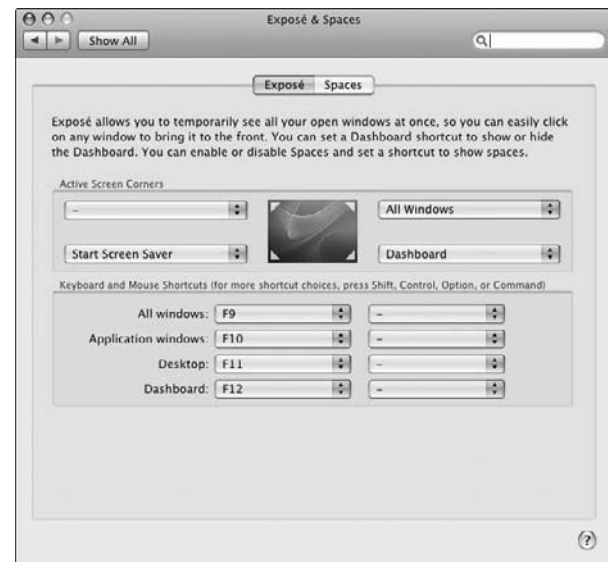 Exposé & Spaces
Show All
Exposé Spaces
Exposé allows you to temporarily see all your open windows at once, so you can easily click
on any window to bring it to the front. You can set a Dashboard shortcut to show or hide
the Dashboard. You can enable or disable Spaces and set a shortcut to show spaces.
Active Screen Corners
– All Windows
Start Screen Saver Dashboard
Keyboard and Mouse Shortcuts (for more shortcut choices, press Shift, Control, Option, or Command)
All windows: F9 –
Application windows: F10 –
Desktop: F11 –
Dashboard: F12 –
?